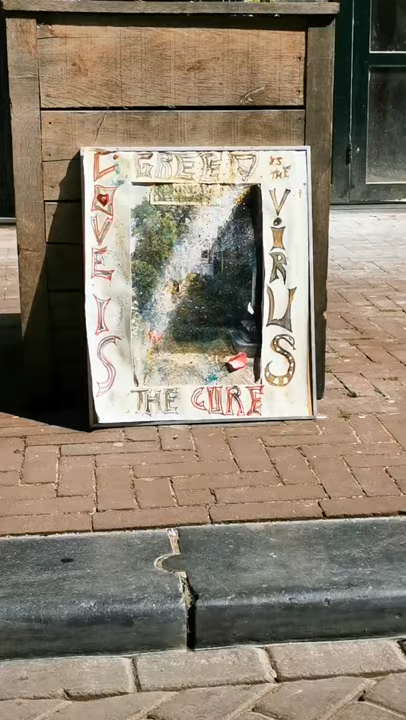 GREED
is
THE
ViRUS
LOVE IS
THE CURE